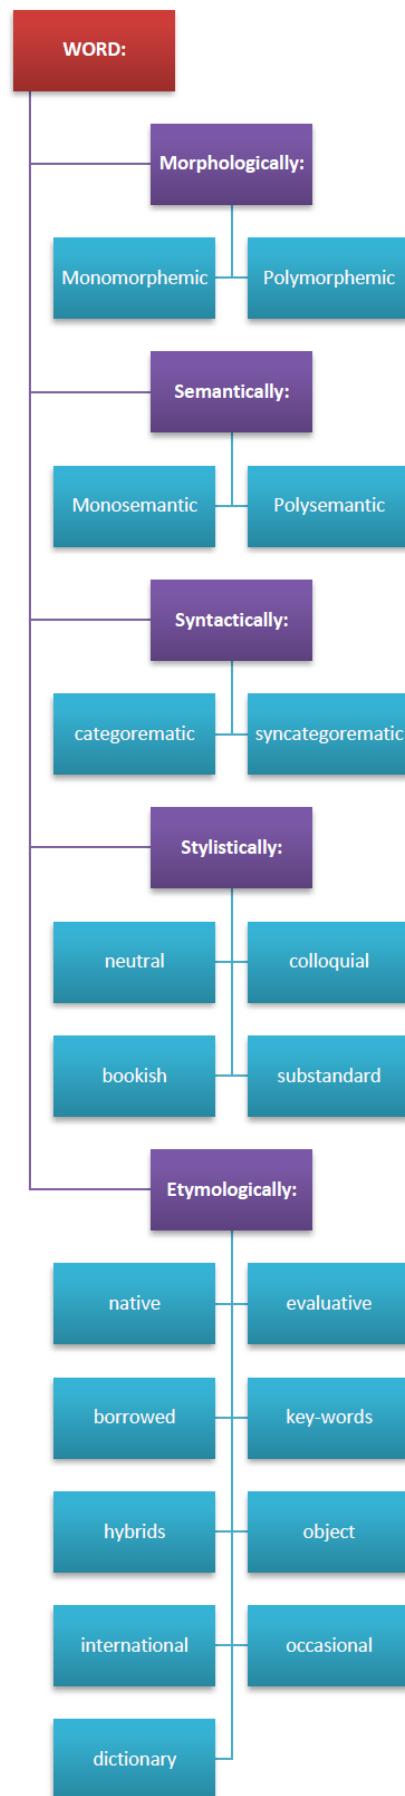 WORD:
Morphologically:
Monomorphemic
Polymorphemic
Semantically:
Monosemantic
Polysemantic
Syntactically:
categorematic
syncategorematic
Stylistically:
neutral
colloquial
bookish
substandard
Etymologically:
native
evaluative
borrowed
key-words
hybrids
object
international
occasional
dictionary